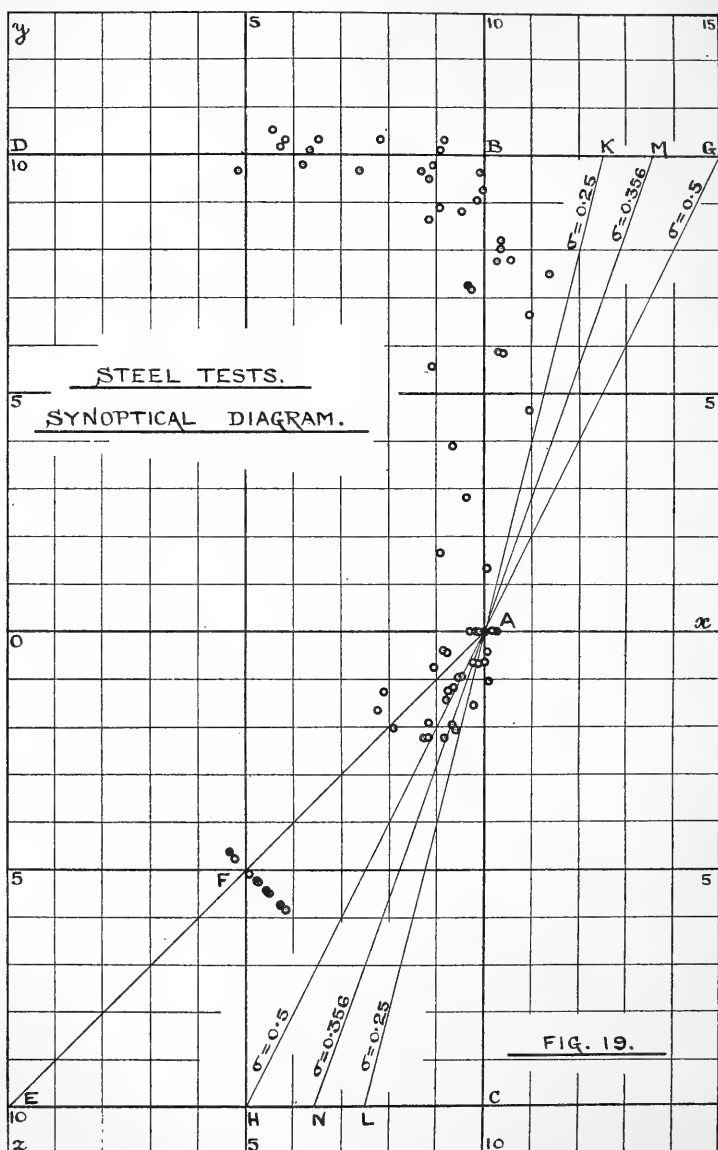 y 5 10 15
D B K M G
10
σ=0.25 σ=0.356 σ=0.5
STEEL TESTS.
5 5
SYNOPTICAL DIAGRAM.
A
0 x
F 5 5
σ=0.5 σ=0.356 σ=0.25
FIG. 19.
E H N L C
10 5 10
z